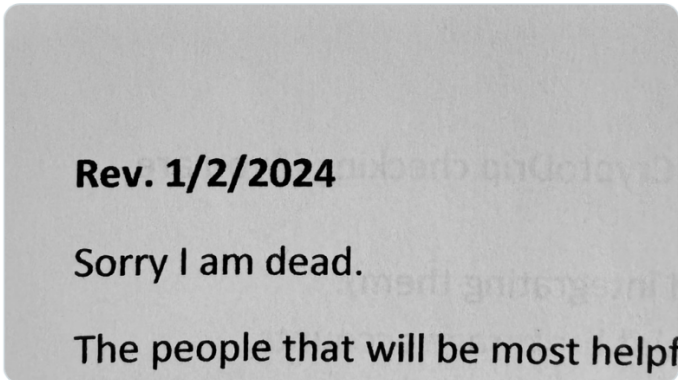 Rev. 1/2/2024
Sorry I am dead.
The people that will be most helpf